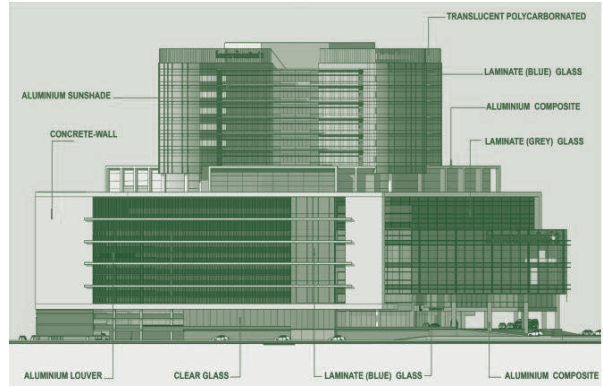 TRANSLUCENT POLYCARBORNATED
LAMINATE (BLUE) GLASS
ALUMINIUM SUNSHADE
ALUMINIUM COMPOSITE
CONCRETE-WALL
LAMINATE (GREY) GLASS
ALUMINIUM LOUVER
CLEAR GLASS
LAMINATE (BLUE) GLASS
ALUMINIUM COMPOSITE